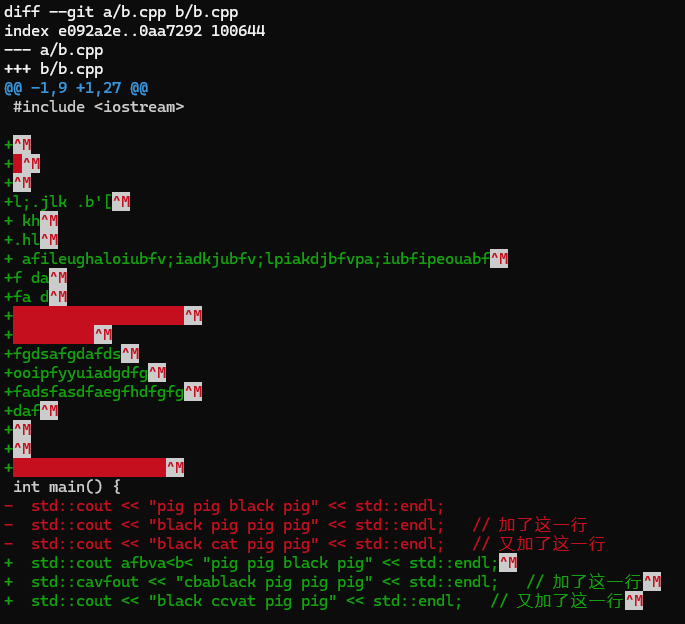 diff --git a/b.cpp b/b.cpp
index e092a2e..0aa7292 100644
--- a/b.cpp
+++ b/b.cpp
@@ -1,9 +1,27 @@
 #include <iostream>
+^M
+ ^M
+^M
+l;.jlk .b'[^M
+ kh^M
+.hl^M
+ afileughaloiubfv;iadkjubfv;lpiakdjbfvpa;iubfipeouabf^M
+f da^M
+fa d^M
+                   ^M
+         ^M
+fgdsafgdafds^M
+ooipfyyuiadgdfg^M
+fadsfasdfaegfhdfgfg^M
+daf^M
+^M
+^M
+                 ^M
 int main() {
-  std::cout << "pig pig black pig" << std::endl;
-  std::cout << "black pig pig pig" << std::endl;   // 加了这一行
-  std::cout << "black cat pig pig" << std::endl;   // 又加了这一行
+  std::cout afbva<b< "pig pig black pig" << std::endl;^M
+  std::cavfout << "cbablack pig pig pig" << std::endl;   // 加了这一行^M
+  std::cout << "black ccvat pig pig" << std::endl;   // 又加了这一行^M